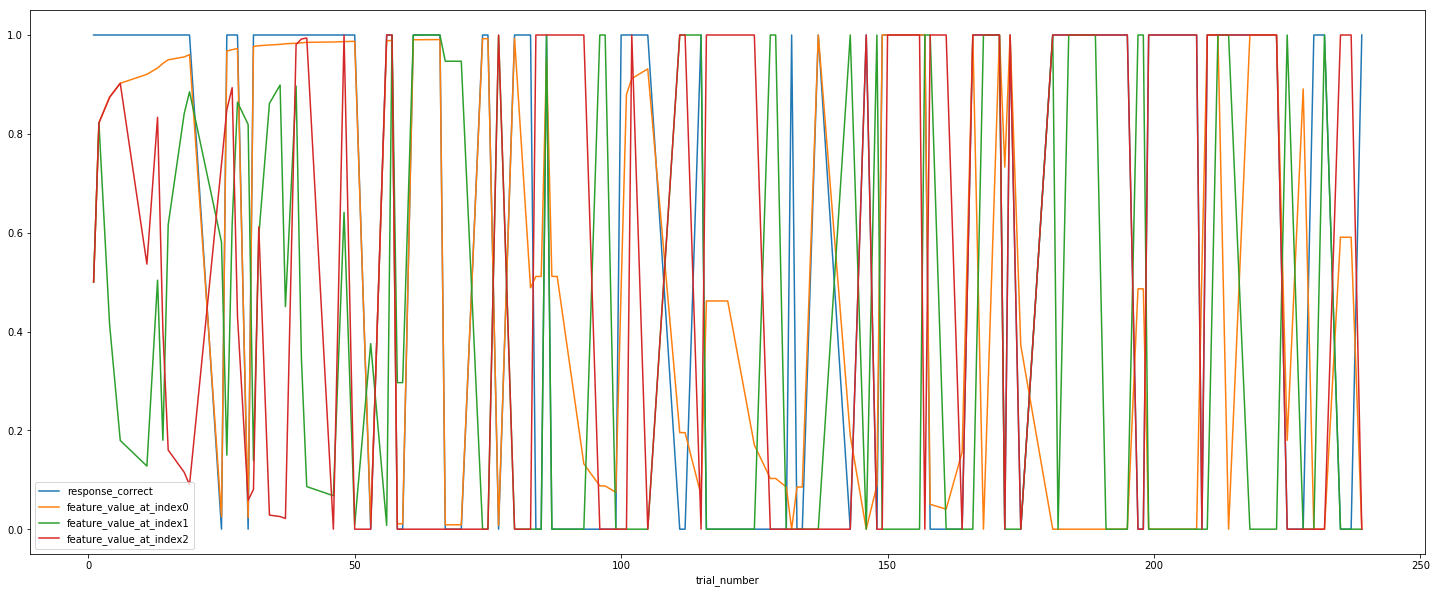 1.0
0.8
0.6
0.4
0.2
0.0
response_correct
feature_value_at_index0
feature_value_at_index1
feature_value_at_index2
0 50 100 150 200 250
trial_number